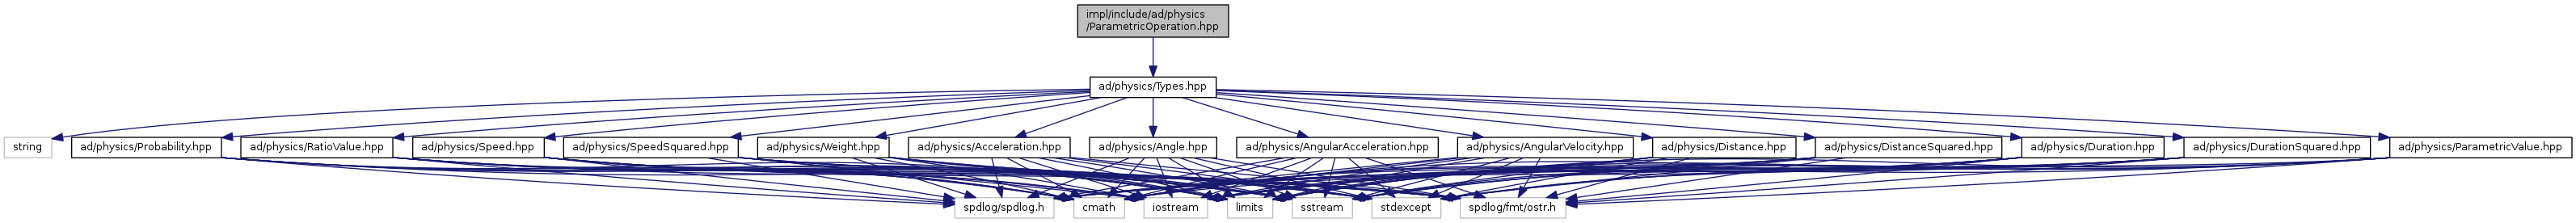 impl/include/ad/physics
/ParametricOperation.hpp
ad/physics/Types.hpp
string
ad/physics/Probability.hpp
ad/physics/RatioValue.hpp
ad/physics/Speed.hpp
ad/physics/SpeedSquared.hpp
ad/physics/Weight.hpp
ad/physics/Acceleration.hpp
ad/physics/Angle.hpp
ad/physics/AngularAcceleration.hpp
ad/physics/AngularVelocity.hpp
ad/physics/Distance.hpp
ad/physics/DistanceSquared.hpp
ad/physics/Duration.hpp
ad/physics/DurationSquared.hpp
ad/physics/ParametricValue.hpp
spdlog/spdlog.h
cmath
iostream
limits
sstream
stdexcept
spdlog/fmt/ostr.h